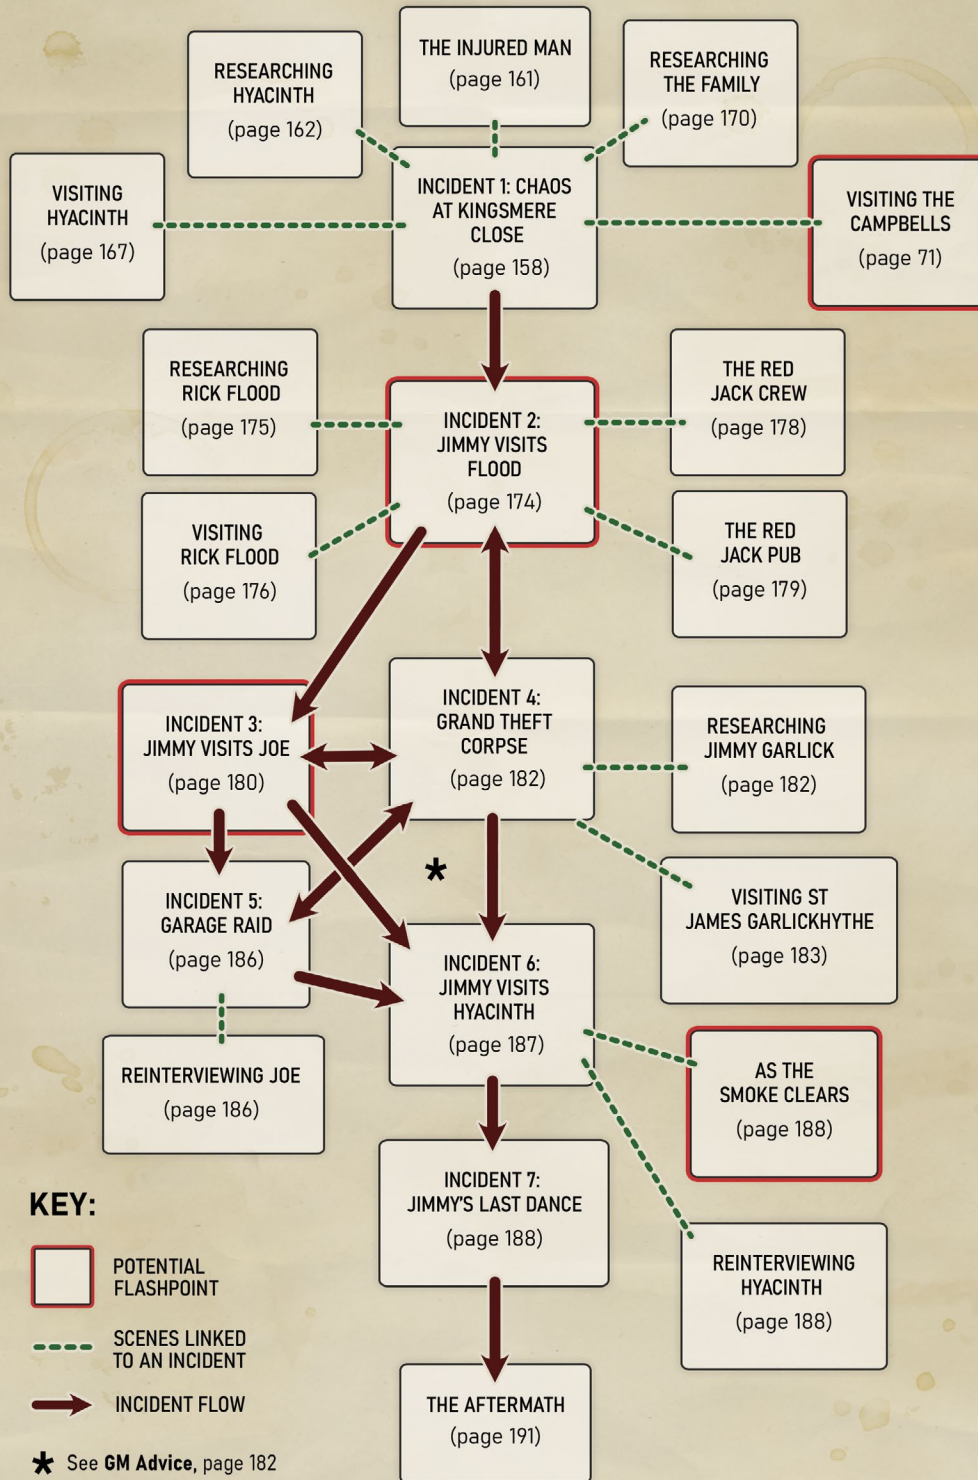 THE INJURED MAN
(page 161)
RESEARCHING
HYACINTH
(page 162)
RESEARCHING
THE FAMILY
(page 170)
VISITING
HYACINTH
(page 167)
INCIDENT 1: CHAOS
AT KINGSMERE
CLOSE
(page 158)
VISITING THE
CAMPBELLS
(page 71)
RESEARCHING
RICK FLOOD
(page 175)
INCIDENT 2:
JIMMY VISITS
FLOOD
(page 174)
THE RED
JACK CREW
(page 178)
VISITING
RICK FLOOD
(page 176)
THE RED
JACK PUB
(page 179)
INCIDENT 3:
JIMMY VISITS JOE
(page 180)
INCIDENT 4:
GRAND THEFT
CORPSE
(page 182)
RESEARCHING
JIMMY GARLICK
(page 182)
*
INCIDENT 5:
GARAGE RAID
(page 186)
VISITING ST
JAMES GARLICKHYTHE
(page 183)
INCIDENT 6:
JIMMY VISITS
HYACINTH
(page 187)
REINTERVIEWING JOE
(page 186)
AS THE
SMOKE CLEARS
(page 188)
INCIDENT 7:
JIMMY'S LAST DANCE
(page 188)
REINTERVIEWING
HYACINTH
(page 188)
THE AFTERMATH
(page 191)
KEY:
POTENTIAL
FLASHPOINT
SCENES LINKED
TO AN INCIDENT
INCIDENT FLOW
* See GM Advice, page 182